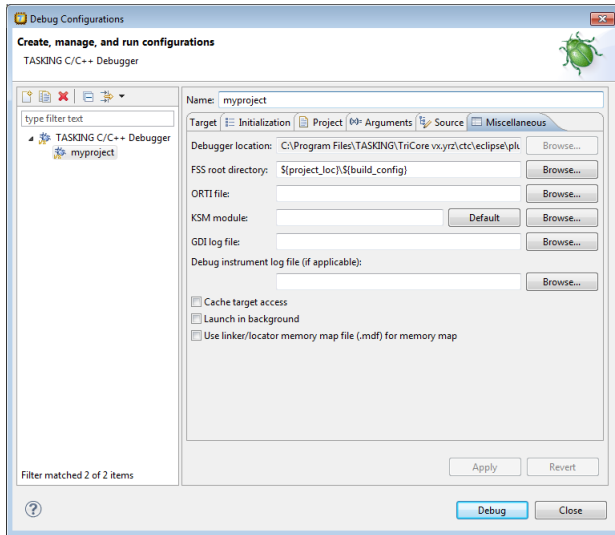 Debug Configurations
Create, manage, and run configurations
TASKING C/C++ Debugger
type filter text
TASKING C/C++ Debugger
myproject
Filter matched 2 of 2 items
Name: myproject
Target Initialization Project (x)= Arguments Source Miscellaneous
Debugger location: C:\Program Files\TASKING\TriCore vx.yrz\ctc\eclipse\plu Browse...
FSS root directory: ${project_loc}\${build_config} Browse...
ORTI file: Browse...
KSM module: Default Browse...
GDI log file: Browse...
Debug instrument log file (if applicable):
Browse...
Cache target access
Launch in background
Use linker/locator memory map file (.mdf) for memory map
Apply Revert
? Debug Close